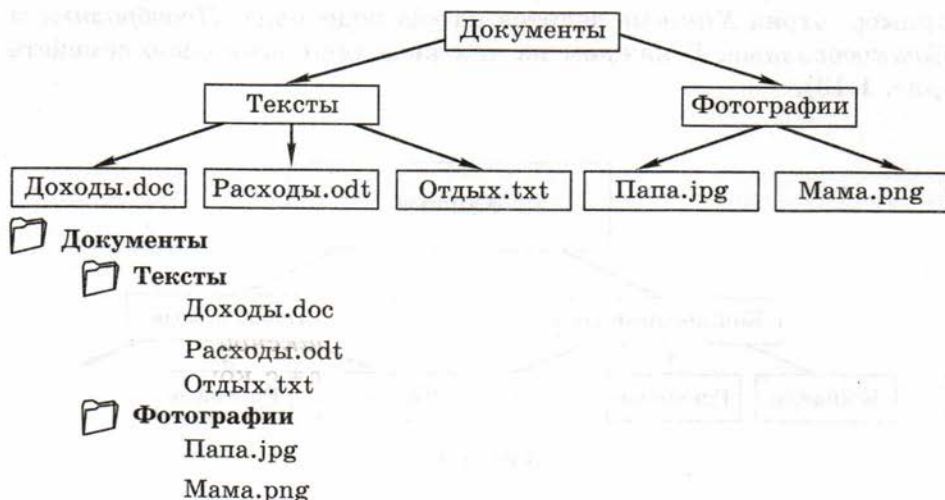 Документы
Тексты
Фотографии
Доходы.doc
Расходы.odt
Отдых.txt
Папа.jpg
Мама.png
Документы
Тексты
Доходы.doc
Расходы.odt
Отдых.txt
Фотографии
Папа.jpg
Мама.png